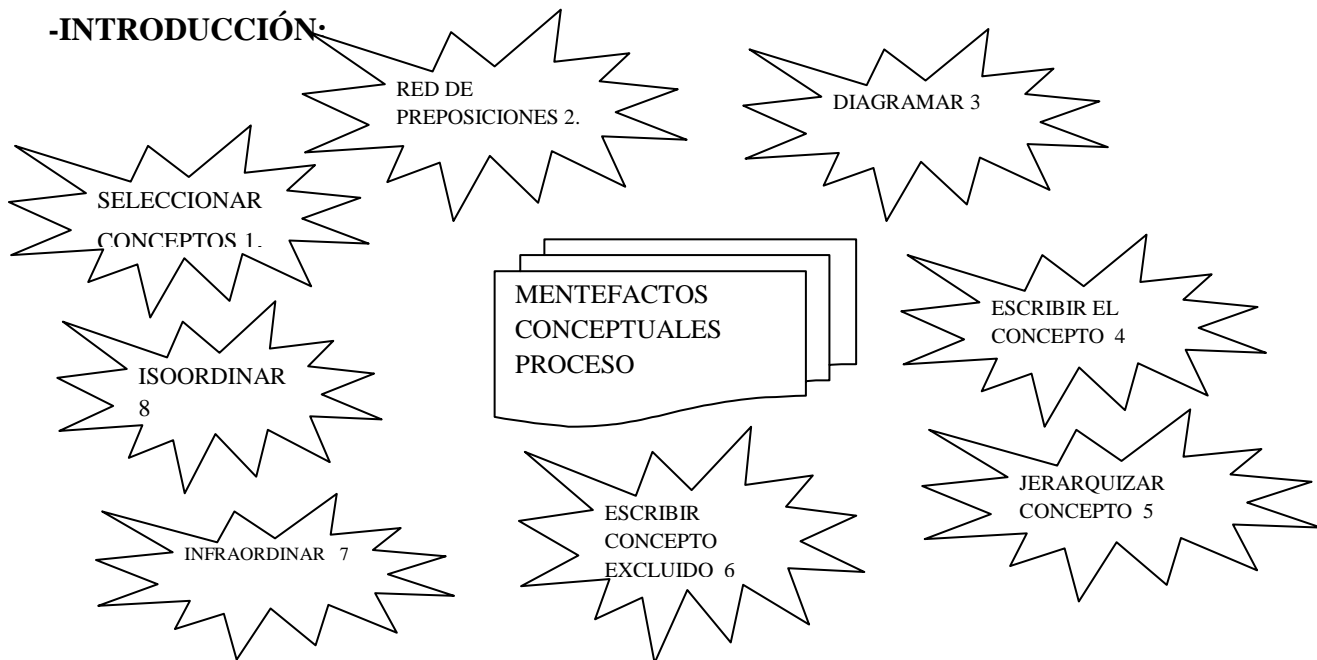 -INTRODUCCIÓN:
RED DE
PREPOSICIONES 2.
DIAGRAMAR 3
SELECCIONAR
CONCEPTOS 1.
MENTEFACTOS
CONCEPTUALES
PROCESO
ESCRIBIR EL
CONCEPTO 4
ISOORDINAR
8
JERARQUIZAR
CONCEPTO 5
ESCRIBIR
CONCEPTO
EXCLUIDO 6
INFRAORDINAR 7